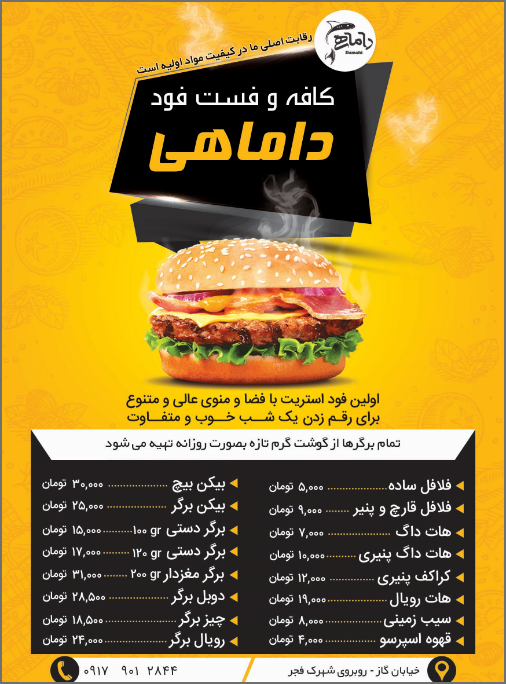 داماهی
Damahi
رقابت اصلی ما در کیفیت مواد اولیه است
کافه و فست فود
داماهی
اولین فود استریت با فضا و منوی عالی و متنوع
برای رقم زدن یک شب خوب و متفاوت
تمام برگرها از گوشت گرم تازه بصورت روزانه تهیه می شود
فلافل ساده ۵,۰۰۰ تومان
فلافل قارچ و پنیر ۹,۰۰۰ تومان
هات داگ ۷,۰۰۰ تومان
هات داگ پنیری ۱۰,۰۰۰ تومان
کراکف پنیری ۱۲,۰۰۰ تومان
هات رویال ۱۹,۰۰۰ تومان
سیب زمینی ۸,۰۰۰ تومان
قهوه اسپرسو ۴,۰۰۰ تومان
بیکن بیچ ۳۰,۰۰۰ تومان
بیکن برگر ۲۵,۰۰۰ تومان
برگر دستی ۱۰۰ gr ۱۵,۰۰۰ تومان
برگر دستی ۱۲۰ gr ۱۷,۰۰۰ تومان
برگر مغزدار ۲۰۰ gr ۳۱,۰۰۰ تومان
دوبل برگر ۲۸,۵۰۰ تومان
چیز برگر ۱۸,۵۰۰ تومان
رویال برگر ۲۴,۰۰۰ تومان
خیابان گاز - روبروی شهرک فجر
۰۹۱۷ ۹۰۱ ۲۸۴۴